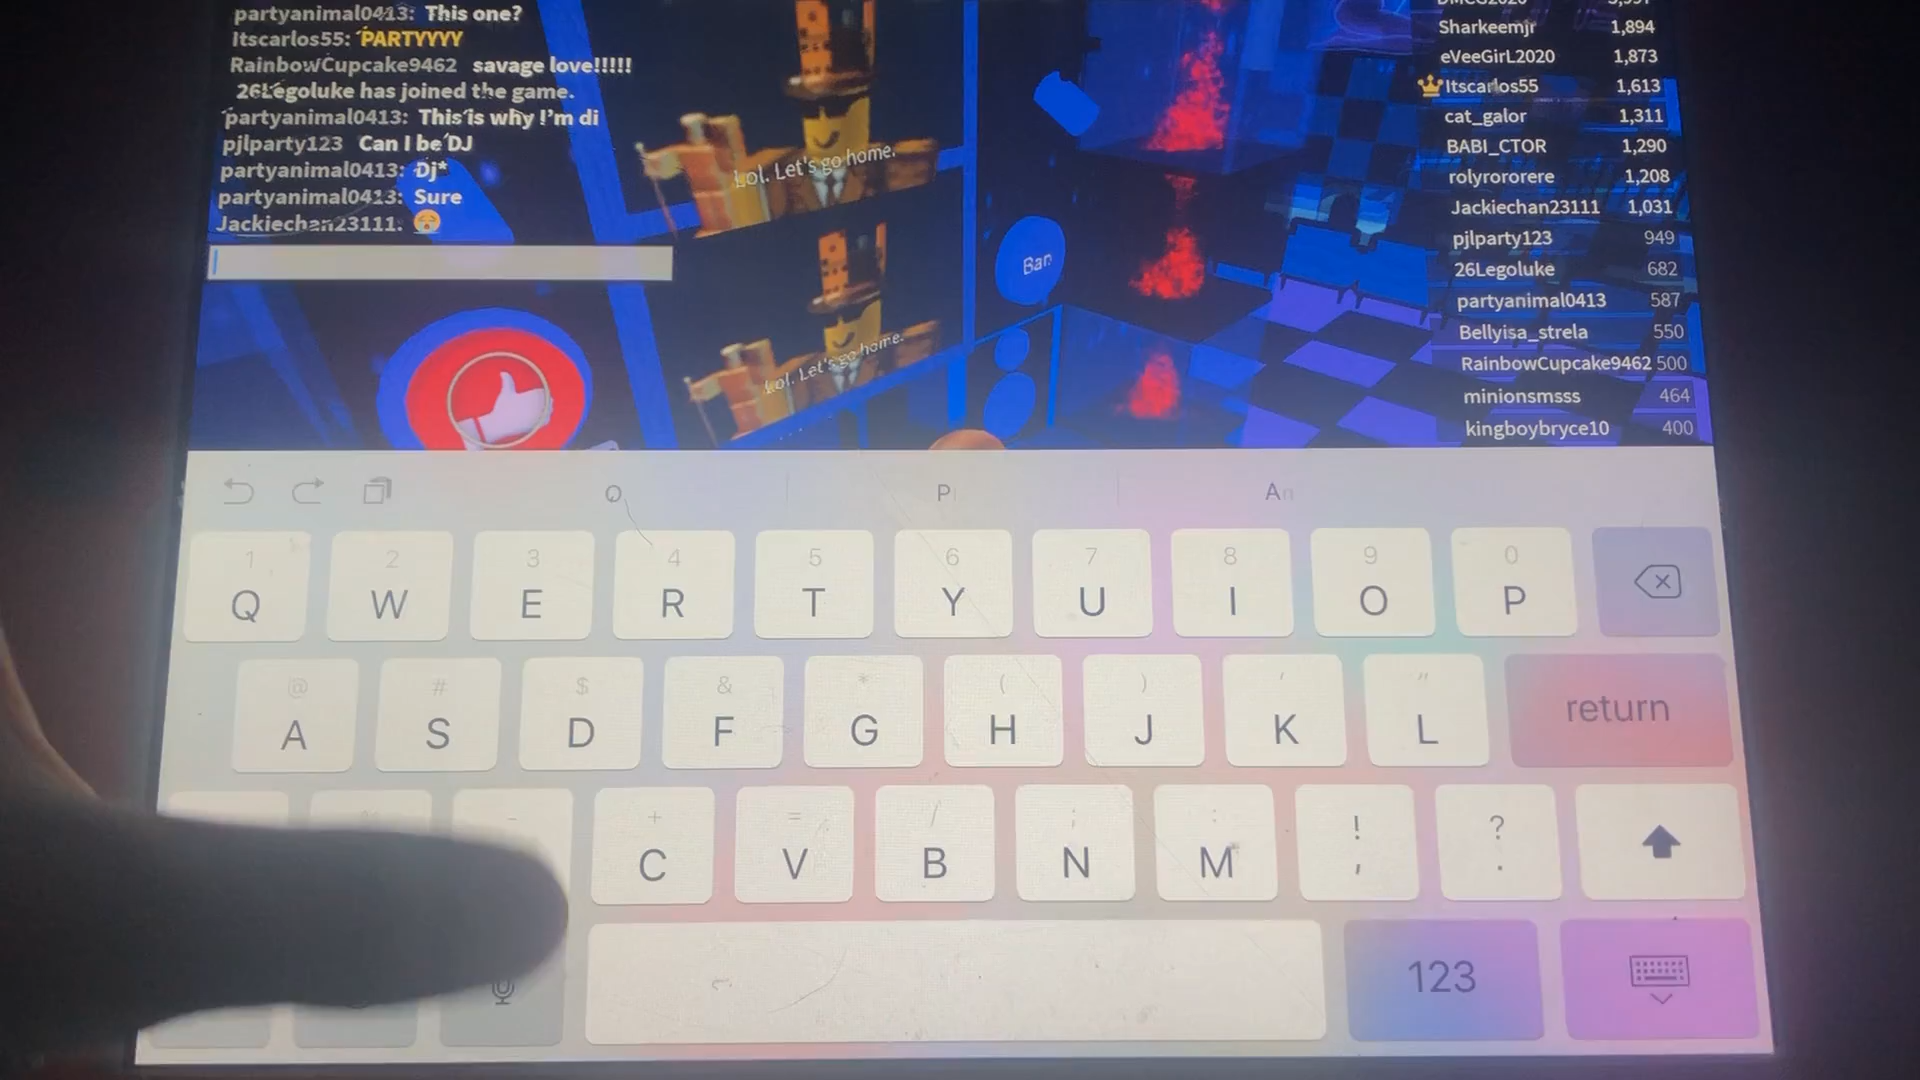 partyanimal0413: This one?
Itscarlos55: PARTYYYY
RainbowCupcake9462 savage love!!!!!
26Legoluke has joined the game.
partyanimal0413: This is why I'm di
pjlparty123 Can I be DJ
partyanimal0413: Dj*
partyanimal0413: Sure
Jackiechan23111: 😭
Lol. Let's go home.
Lol. Let's go home.
Ban
DMCG2020
Sharkeemjr 1,894
eVeeGirL2020 1,873
Itscarlos55 1,613
cat_galor 1,311
BABI_CTOR 1,290
rolyrororere 1,208
Jackiechan23111 1,031
pjlparty123 949
26Legoluke 682
partyanimal0413 587
Bellyisa_strela 550
RainbowCupcake9462 500
minionsmsss 464
kingboybryce10 400
1 2 3 4 5 6 7 8 9 0
Q W E R T Y U I O P
@ # $ & * ( ) ' "
A S D F G H J K L return
- + = / ; : ! ?
C V B N M , .
123